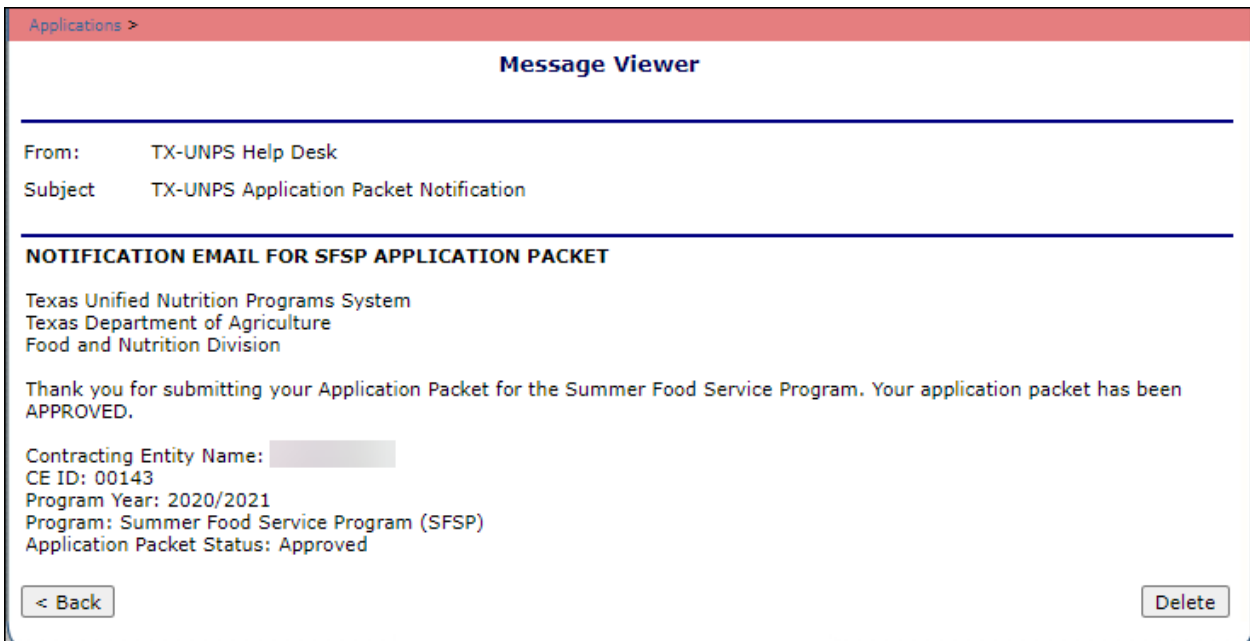 Applications >
Message Viewer
From: TX-UNPS Help Desk
Subject TX-UNPS Application Packet Notification
NOTIFICATION EMAIL FOR SFSP APPLICATION PACKET
Texas Unified Nutrition Programs System
Texas Department of Agriculture
Food and Nutrition Division
Thank you for submitting your Application Packet for the Summer Food Service Program. Your application packet has been
APPROVED.
Contracting Entity Name:
CE ID: 00143
Program Year: 2020/2021
Program: Summer Food Service Program (SFSP)
Application Packet Status: Approved
< Back
Delete